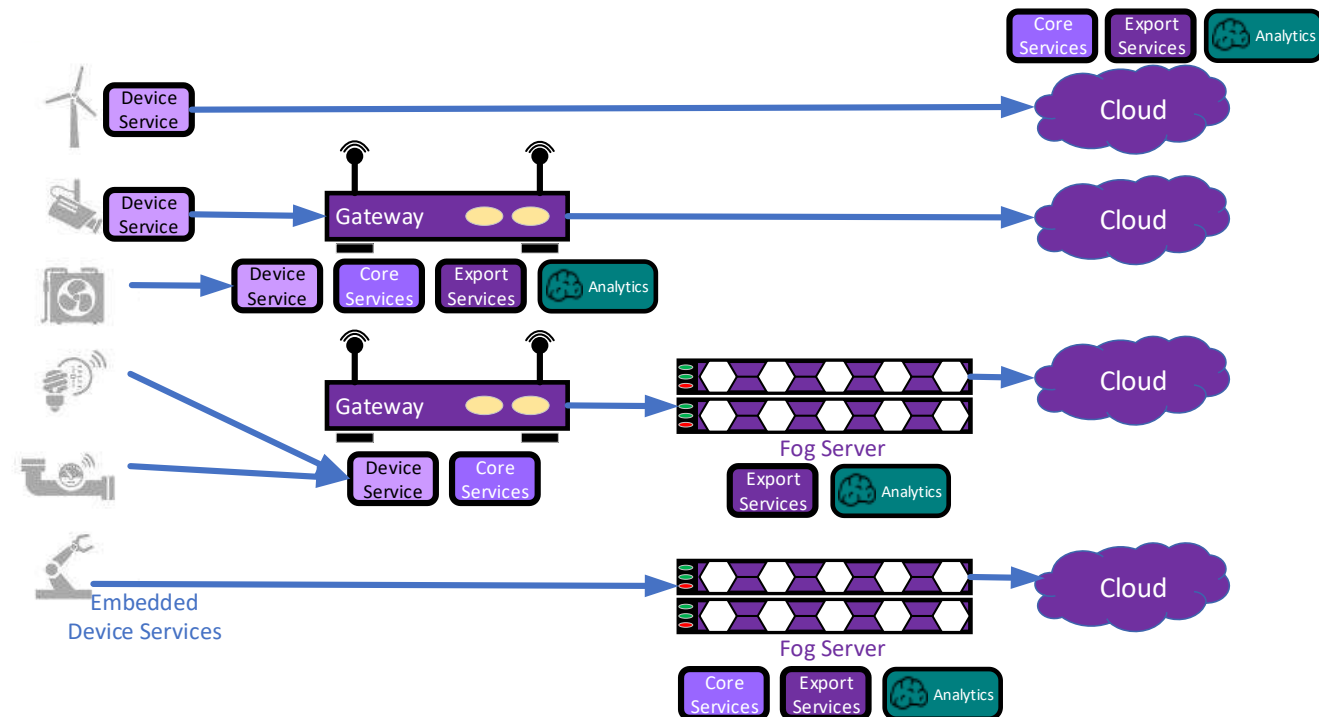 Core
Services
Export
Services
Analytics
Device
Service
Cloud
Device
Service
Gateway
Cloud
Device
Service
Core
Services
Export
Services
Analytics
Gateway
Cloud
Fog Server
Device
Service
Core
Services
Export
Services
Analytics
Cloud
Embedded
Device Services
Fog Server
Core
Services
Export
Services
Analytics